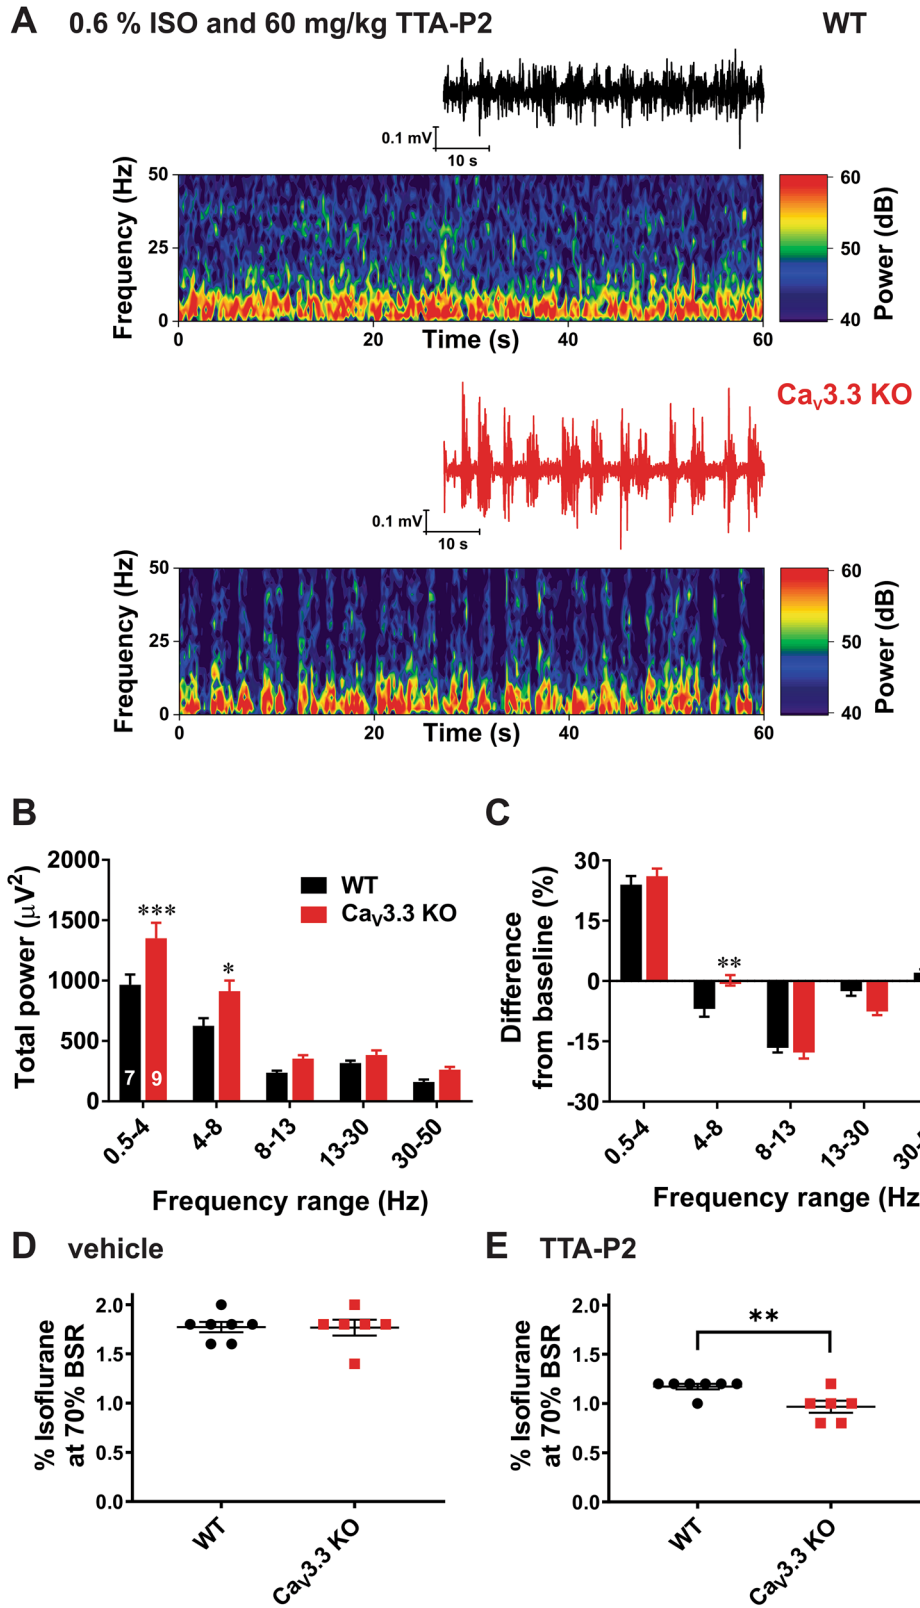 A 0.6 % ISO and 60 mg/kg TTA-P2 WT
0.1 mV
10 s
Frequency (Hz)
50
25
0
0 20 40 60
Time (s)
60
50
40
Power (dB)
CaV3.3 KO
0.1 mV
10 s
Frequency (Hz)
50
25
0
0 20 40 60
Time (s)
60
50
40
Power (dB)
B
Total power (μV2)
2000
1500
1000
500
0
WT
CaV3.3 KO
***
*
7 9
0.5-4 4-8 8-13 13-30 30-50
Frequency range (Hz)
C
Difference
from baseline (%)
30
15
0
-15
-30
**
0.5-4 4-8 8-13 13-30 30-5
Frequency range (Hz
D vehicle
% Isoflurane
at 70% BSR
2.0
1.5
1.0
0.5
0.0
WT CaV3.3 KO
E TTA-P2
% Isoflurane
at 70% BSR
2.0
1.5
1.0
0.5
0.0
**
WT CaV3.3 KO